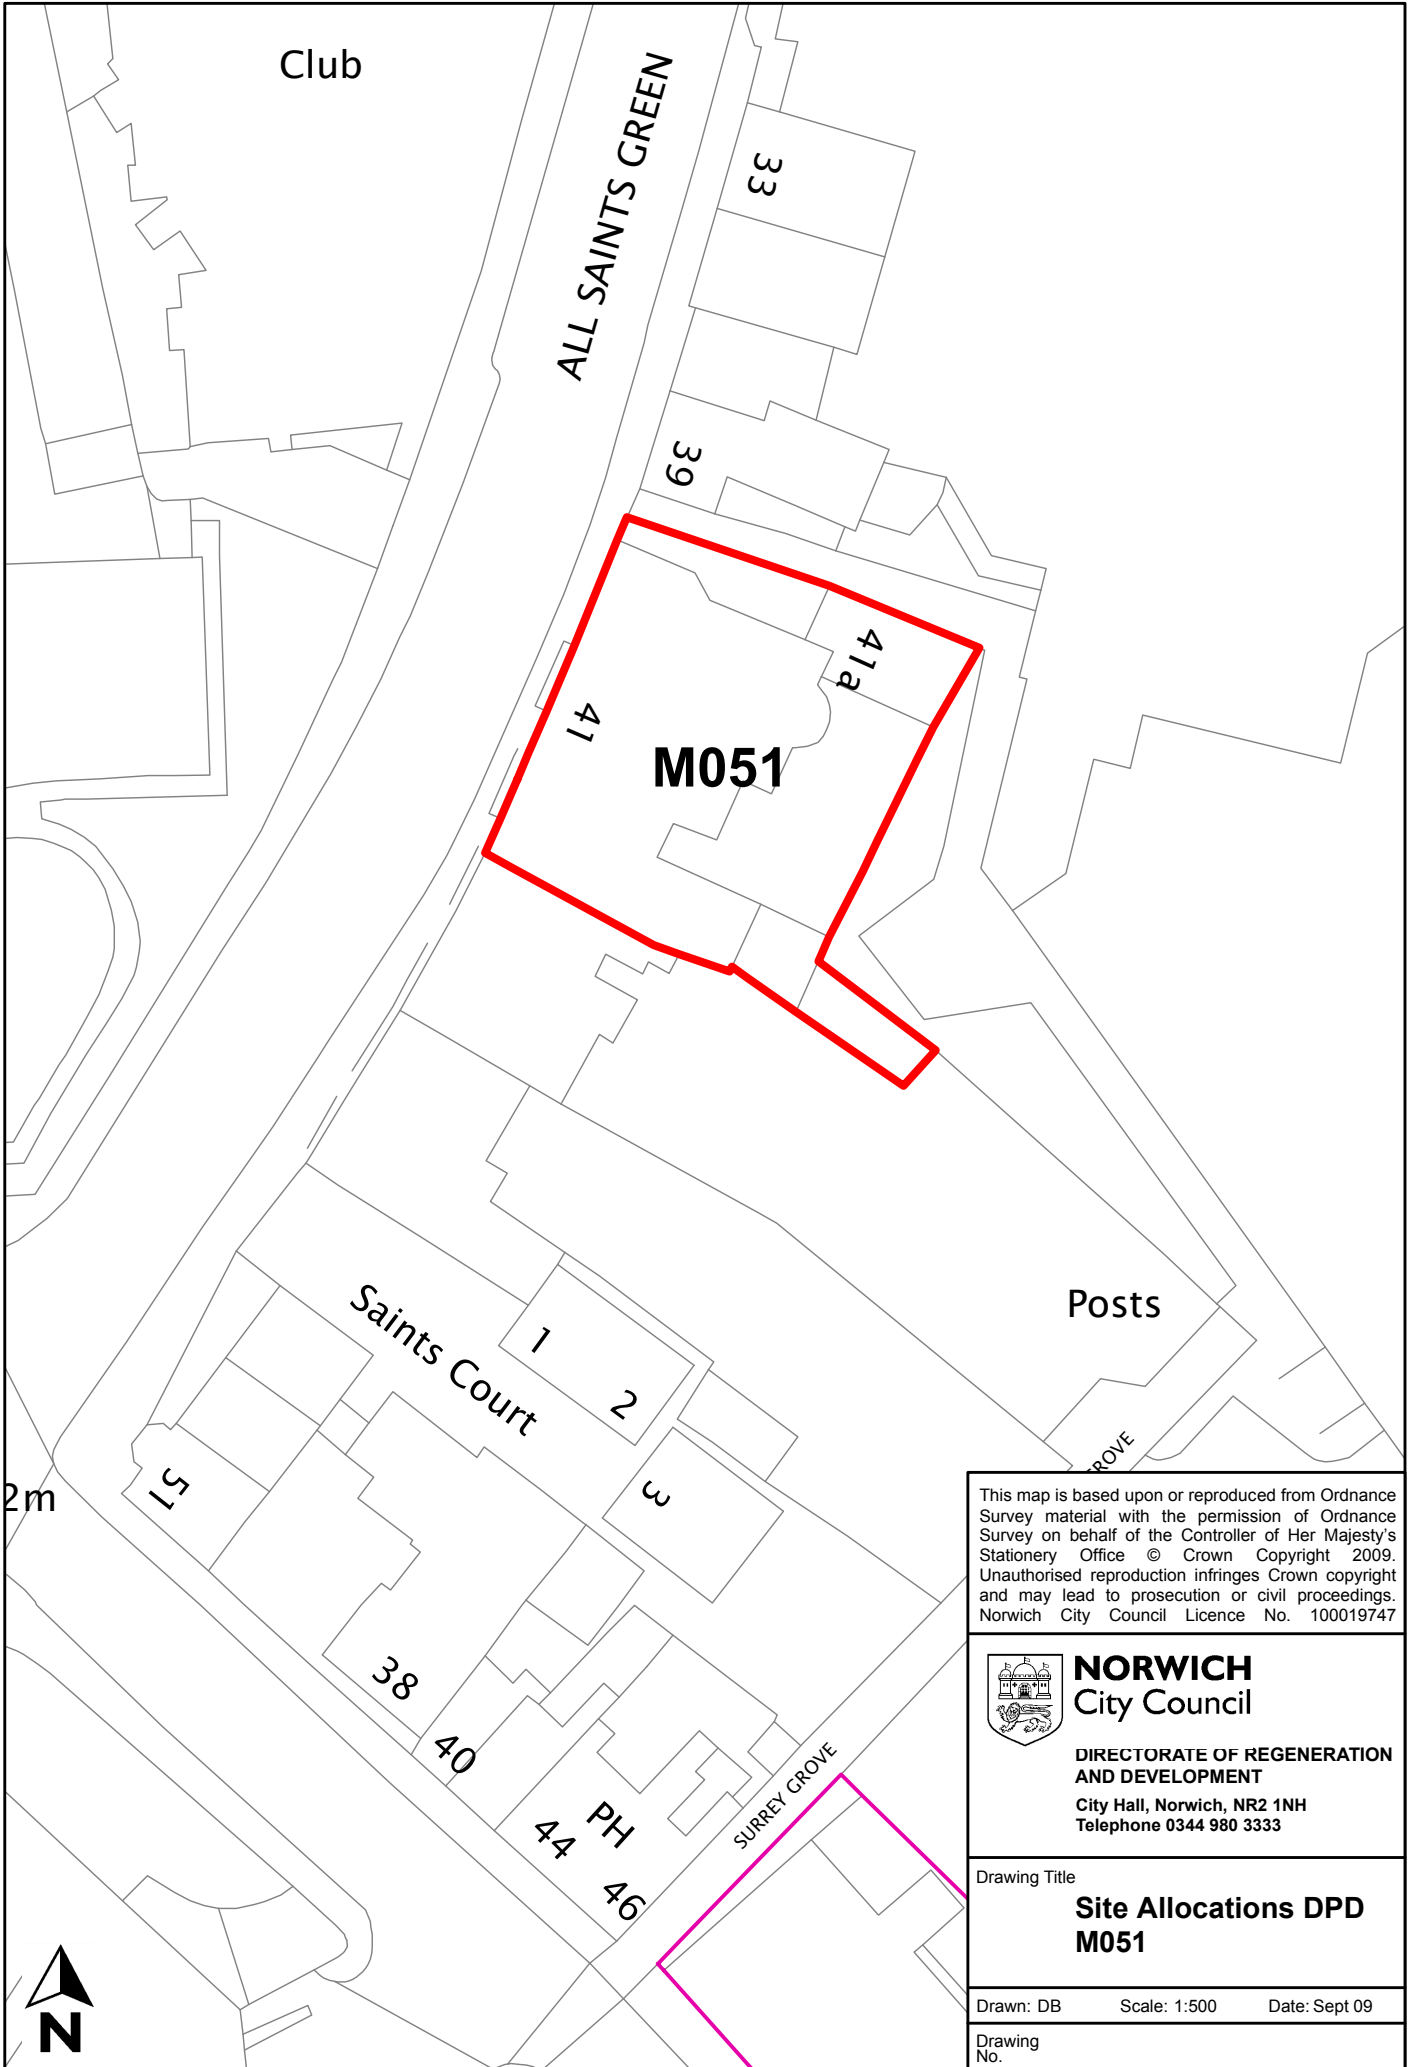 Club
ALL SAINTS GREEN
33
39
41a
41
M051
Posts
Saints Court
1
2
3
51
2m
38
40
44
PH
46
SURREY GROVE
ROVE
This map is based upon or reproduced from Ordnance
Survey material with the permission of Ordnance
Survey on behalf of the Controller of Her Majesty's
Stationery Office © Crown Copyright 2009.
Unauthorised reproduction infringes Crown copyright
and may lead to prosecution or civil proceedings.
Norwich City Council Licence No. 100019747
NORWICH
City Council
DIRECTORATE OF REGENERATION
AND DEVELOPMENT
City Hall, Norwich, NR2 1NH
Telephone 0344 980 3333
Drawing Title
Site Allocations DPD
M051
Drawn: DB Scale: 1:500 Date: Sept 09
Drawing
No.
N